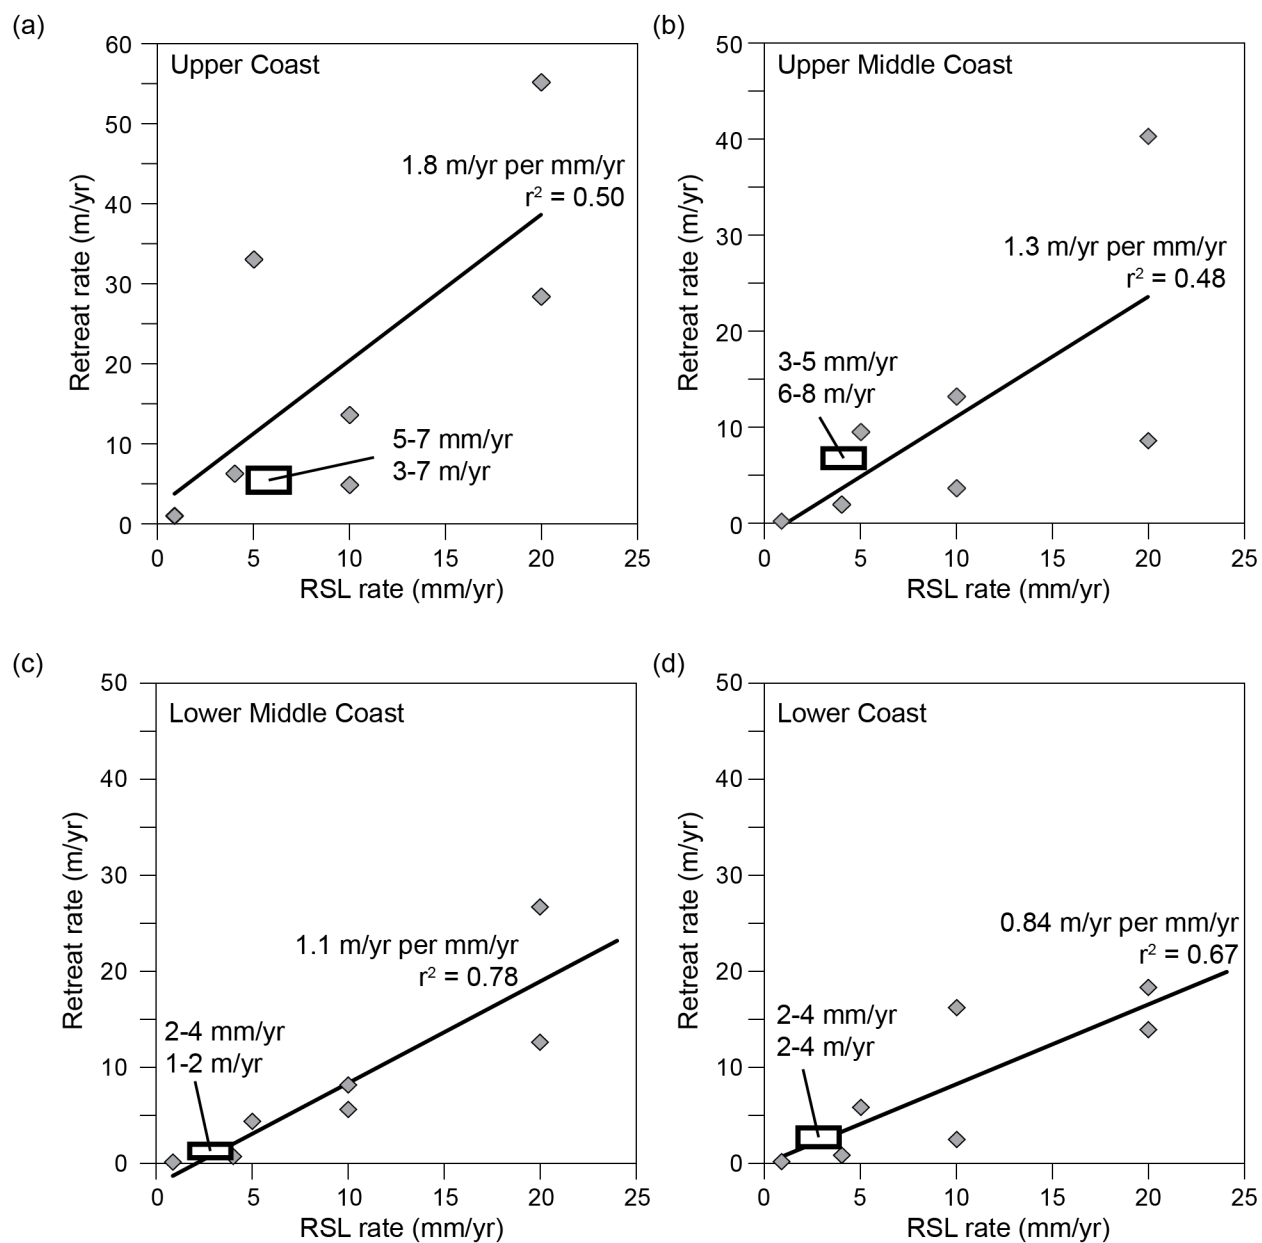 (a)
Upper Coast
60
50
40
30
20
10
0
Retreat rate (m/yr)
1.8 m/yr per mm/yr
r² = 0.50
5-7 mm/yr
3-7 m/yr
0 5 10 15 20 25
RSL rate (mm/yr)
(b)
Upper Middle Coast
50
40
30
20
10
0
Retreat rate (m/yr)
1.3 m/yr per mm/yr
r² = 0.48
3-5 mm/yr
6-8 m/yr
0 5 10 15 20 25
RSL rate (mm/yr)
(c)
Lower Middle Coast
50
40
30
20
10
0
Retreat rate (m/yr)
1.1 m/yr per mm/yr
r² = 0.78
2-4 mm/yr
1-2 m/yr
0 5 10 15 20 25
RSL rate (mm/yr)
(d)
Lower Coast
50
40
30
20
10
0
Retreat rate (m/yr)
0.84 m/yr per mm/yr
r² = 0.67
2-4 mm/yr
2-4 m/yr
0 5 10 15 20 25
RSL rate (mm/yr)